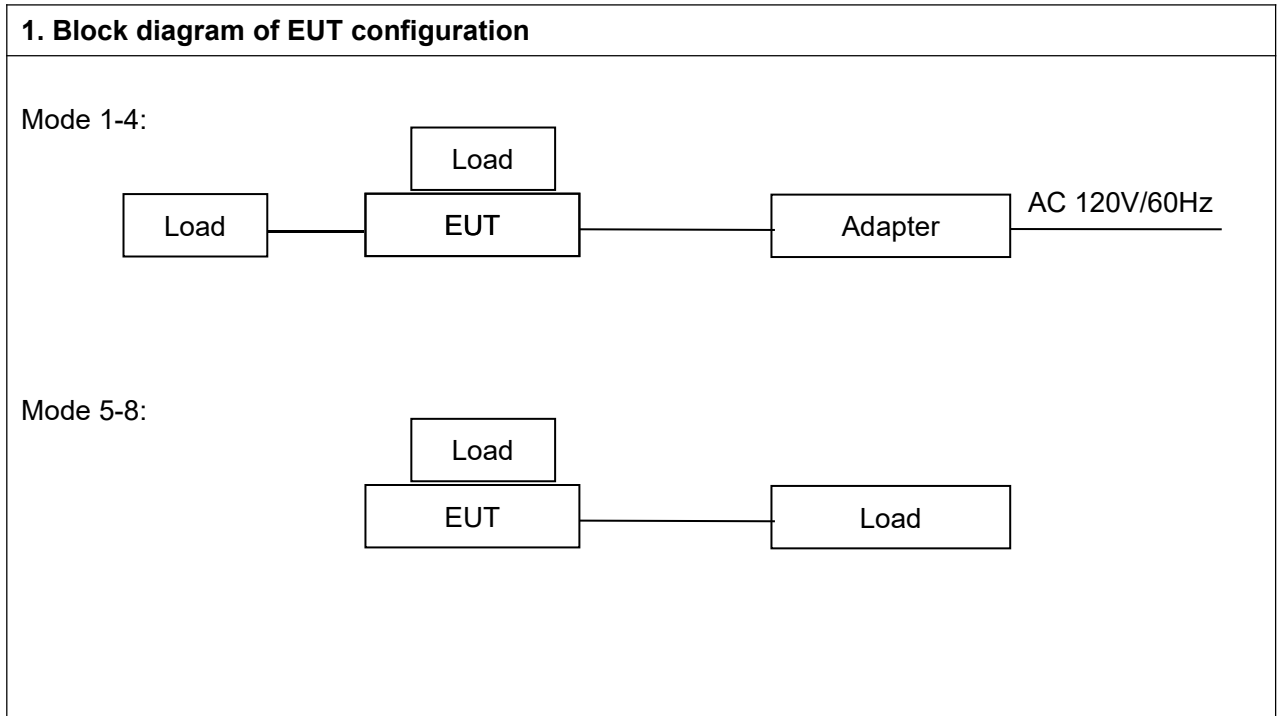 1. Block diagram of EUT configuration
Mode 1-4:
Load
Load
EUT
Adapter
AC 120V/60Hz
Mode 5-8:
Load
EUT
Load